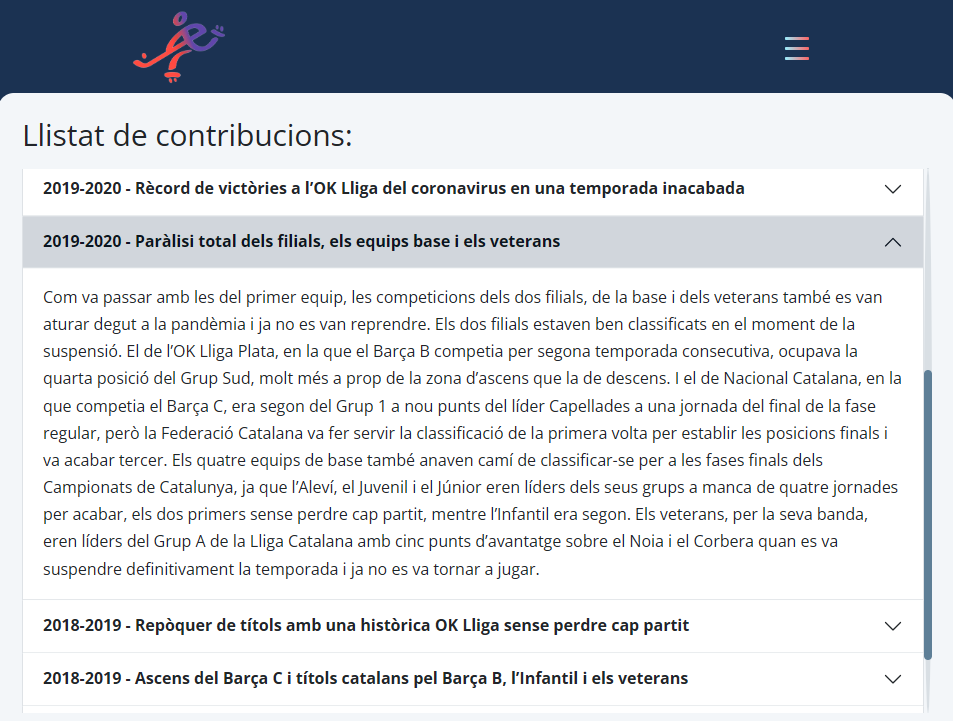 Llistat de contribucions:
2019-2020 - Rècord de victòries a l’OK Lliga del coronavirus en una temporada inacabada
2019-2020 - Paràlisi total dels filials, els equips base i els veterans
Com va passar amb les del primer equip, les competicions dels dos filials, de la base i dels veterans també es van
aturar degut a la pandèmia i ja no es van reprendre. Els dos filials estaven ben classificats en el moment de la
suspensió. El de l’OK Lliga Plata, en la que el Barça B competia per segona temporada consecutiva, ocupava la
quarta posició del Grup Sud, molt més a prop de la zona d’ascens que la de descens. I el de Nacional Catalana, en la
que competia el Barça C, era segon del Grup 1 a nou punts del líder Capellades a una jornada del final de la fase
regular, però la Federació Catalana va fer servir la classificació de la primera volta per establir les posicions finals i
va acabar tercer. Els quatre equips de base també anaven camí de classificar-se per a les fases finals dels
Campionats de Catalunya, ja que l’Aleví, el Juvenil i el Júnior eren líders dels seus grups a manca de quatre jornades
per acabar, els dos primers sense perdre cap partit, mentre l’Infantil era segon. Els veterans, per la seva banda,
eren líders del Grup A de la Lliga Catalana amb cinc punts d’avantatge sobre el Noia i el Corbera quan es va
suspendre definitivament la temporada i ja no es va tornar a jugar.
2018-2019 - Repòquer de títols amb una històrica OK Lliga sense perdre cap partit
2018-2019 - Ascens del Barça C i títols catalans pel Barça B, l’Infantil i els veterans